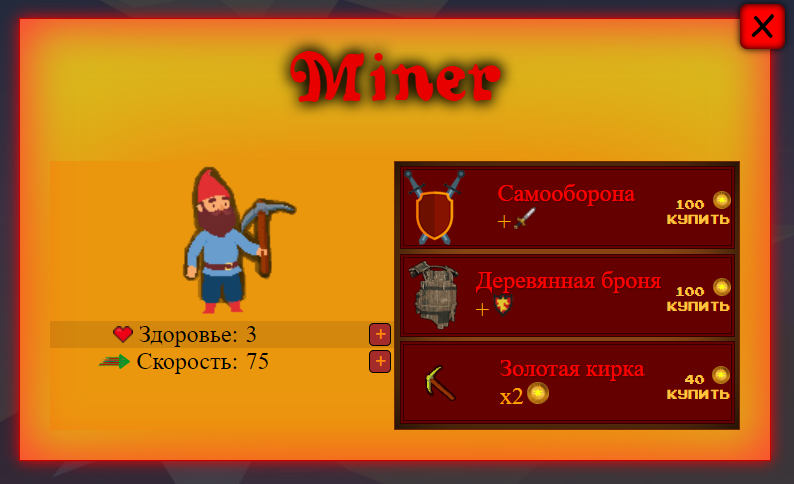 Miner
Здоровье: 3
+
Скорость: 75
+
Самооборона
+
100
КУПИТЬ
Деревянная броня
+
100
КУПИТЬ
Золотая кирка
x2
40
КУПИТЬ